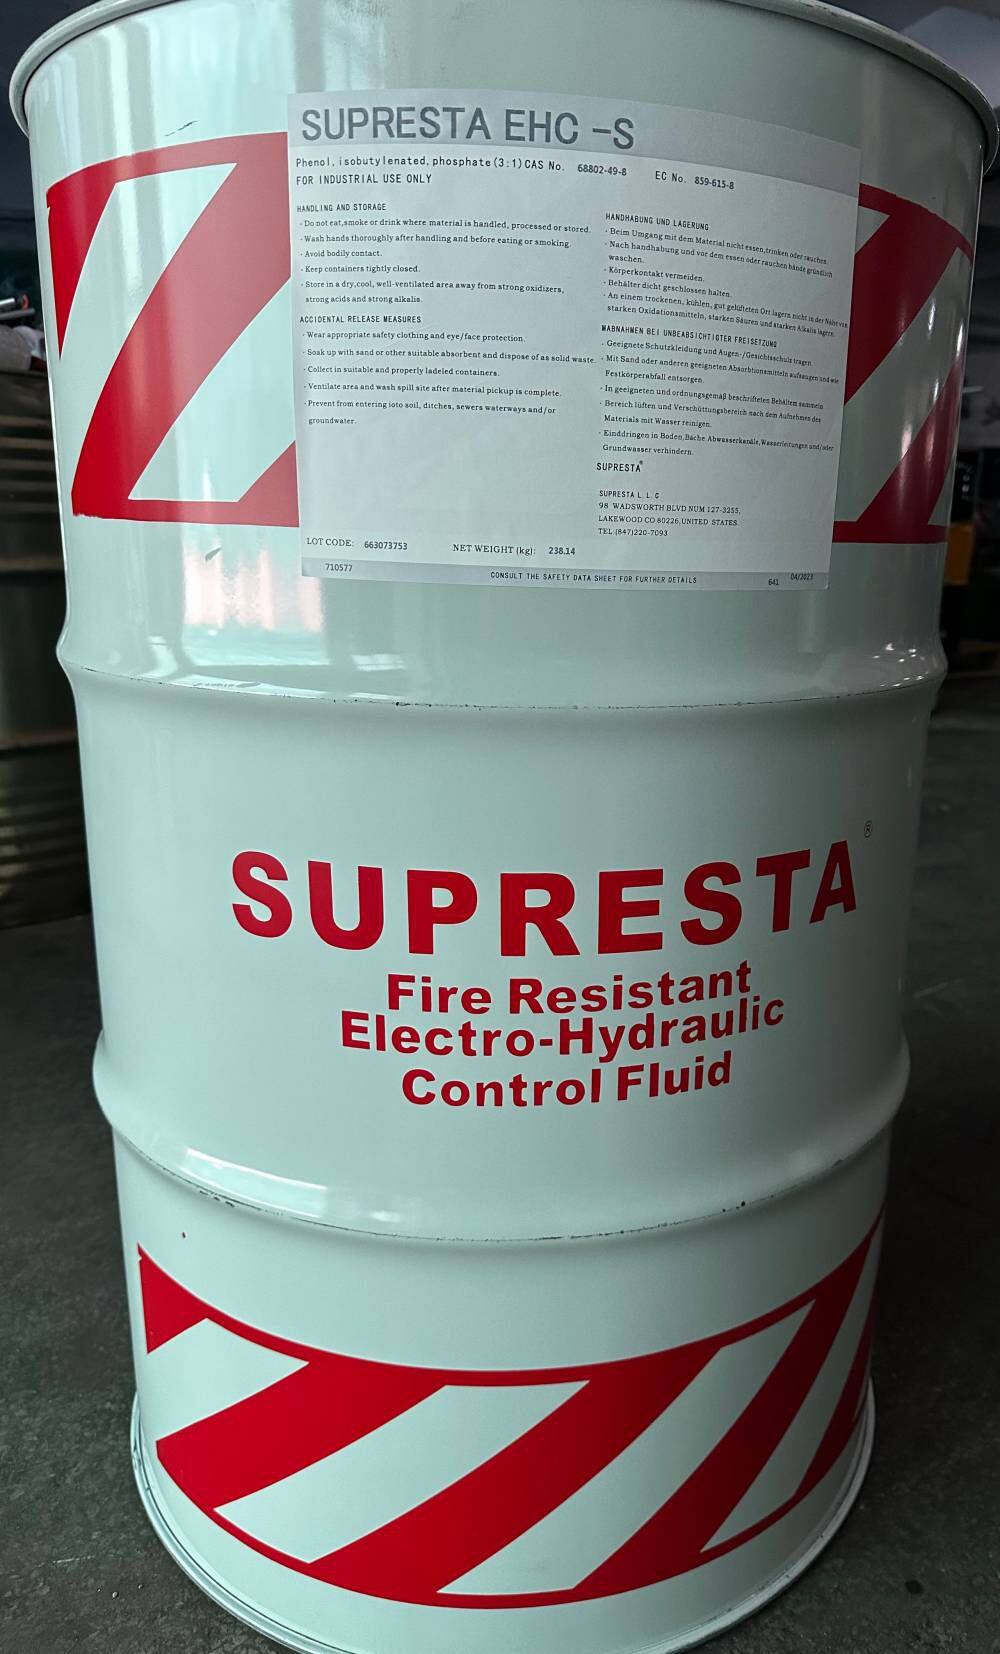 SUPRESTA EHC -S
Phenol, isobutylenated, phosphate(3:1)CAS No. 68802-49-8 EC No. 859-615-8
FOR INDUSTRIAL USE ONLY
HANDLING AND STORAGE
- Do not eat,smoke or drink where material is handled, processed or stored.
- Wash hands thoroughly after handling and before eating or smoking.
- Avoid bodily contact.
- Keep containers tightly closed.
- Store in a dry,cool, well-ventilated area away from strong oxidizers,
strong acids and strong alkalis.
ACCIDENTAL RELEASE MEASURES
- Wear appropriate safety clothing and eye/face protection.
- Soak up with sand or other suitable absorbent and dispose of as solid waste.
- Collect in suitable and properly ladeled containers.
- Ventilate area and wash spill site after material pickup is complete.
- Prevent from entering ioto soil, ditches, sewers waterways and/or
groundwater.
HANDHABUNG UND LAGERUNG
- Beim Umgang mit dem Material nicht essen,trinken oder rauchen.
- Nach handhabung und vor dem essen oder rauchen hände gründlich
waschen.
- Körperkontakt vermeiden.
- Behälter dicht geschlossen halten.
- An einem trockenen, kühlen, gut gelüfteten Ort lagern nicht in der Nähe von
starken Oxidationsmitteln, starken Säuren und starken Alkalis lagern.
MAßNAHMEN BEI UNBEABSICHTIGTER FREISETZUNG
- Geeignete Schutzkleidung und Augen-/Gesichtsschulz tragen.
- Mit Sand oder anderen geeigneten Absorbtionsmitteln aufsaugen und wie
Festkörperabfall entsorgen.
- In geeigneten und ordnungsgemäß beschrifteten Behältem sammeln
- Bereich lüften und Verschüttungsbereich nach dem Aufnehmen des
Materials mit Wasser reinigen.
- Einddringen in Boden,Bäche.Abwasserkanäle,Wasserleitungen und/oder
Grundwasser verhindern.
SUPRESTA®
SUPRESTA L. L. C
98 WADSWORTH BLVD NUM 127-3255,
LAKEWOOD CO 80226,UNITED STATES
TEL:(847)220-7093
LOT CODE: 663073753 NET WEIGHT (kg): 238.14
710577 CONSULT THE SAFETY DATA SHEET FOR FURTHER DETAILS 641 04/2023
SUPRESTA®
Fire Resistant
Electro-Hydraulic
Control Fluid